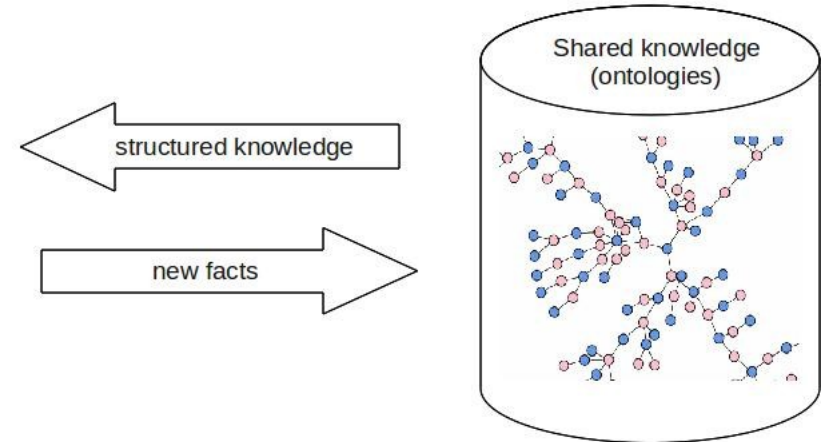 Shared knowledge
(ontologies)
structured knowledge
new facts